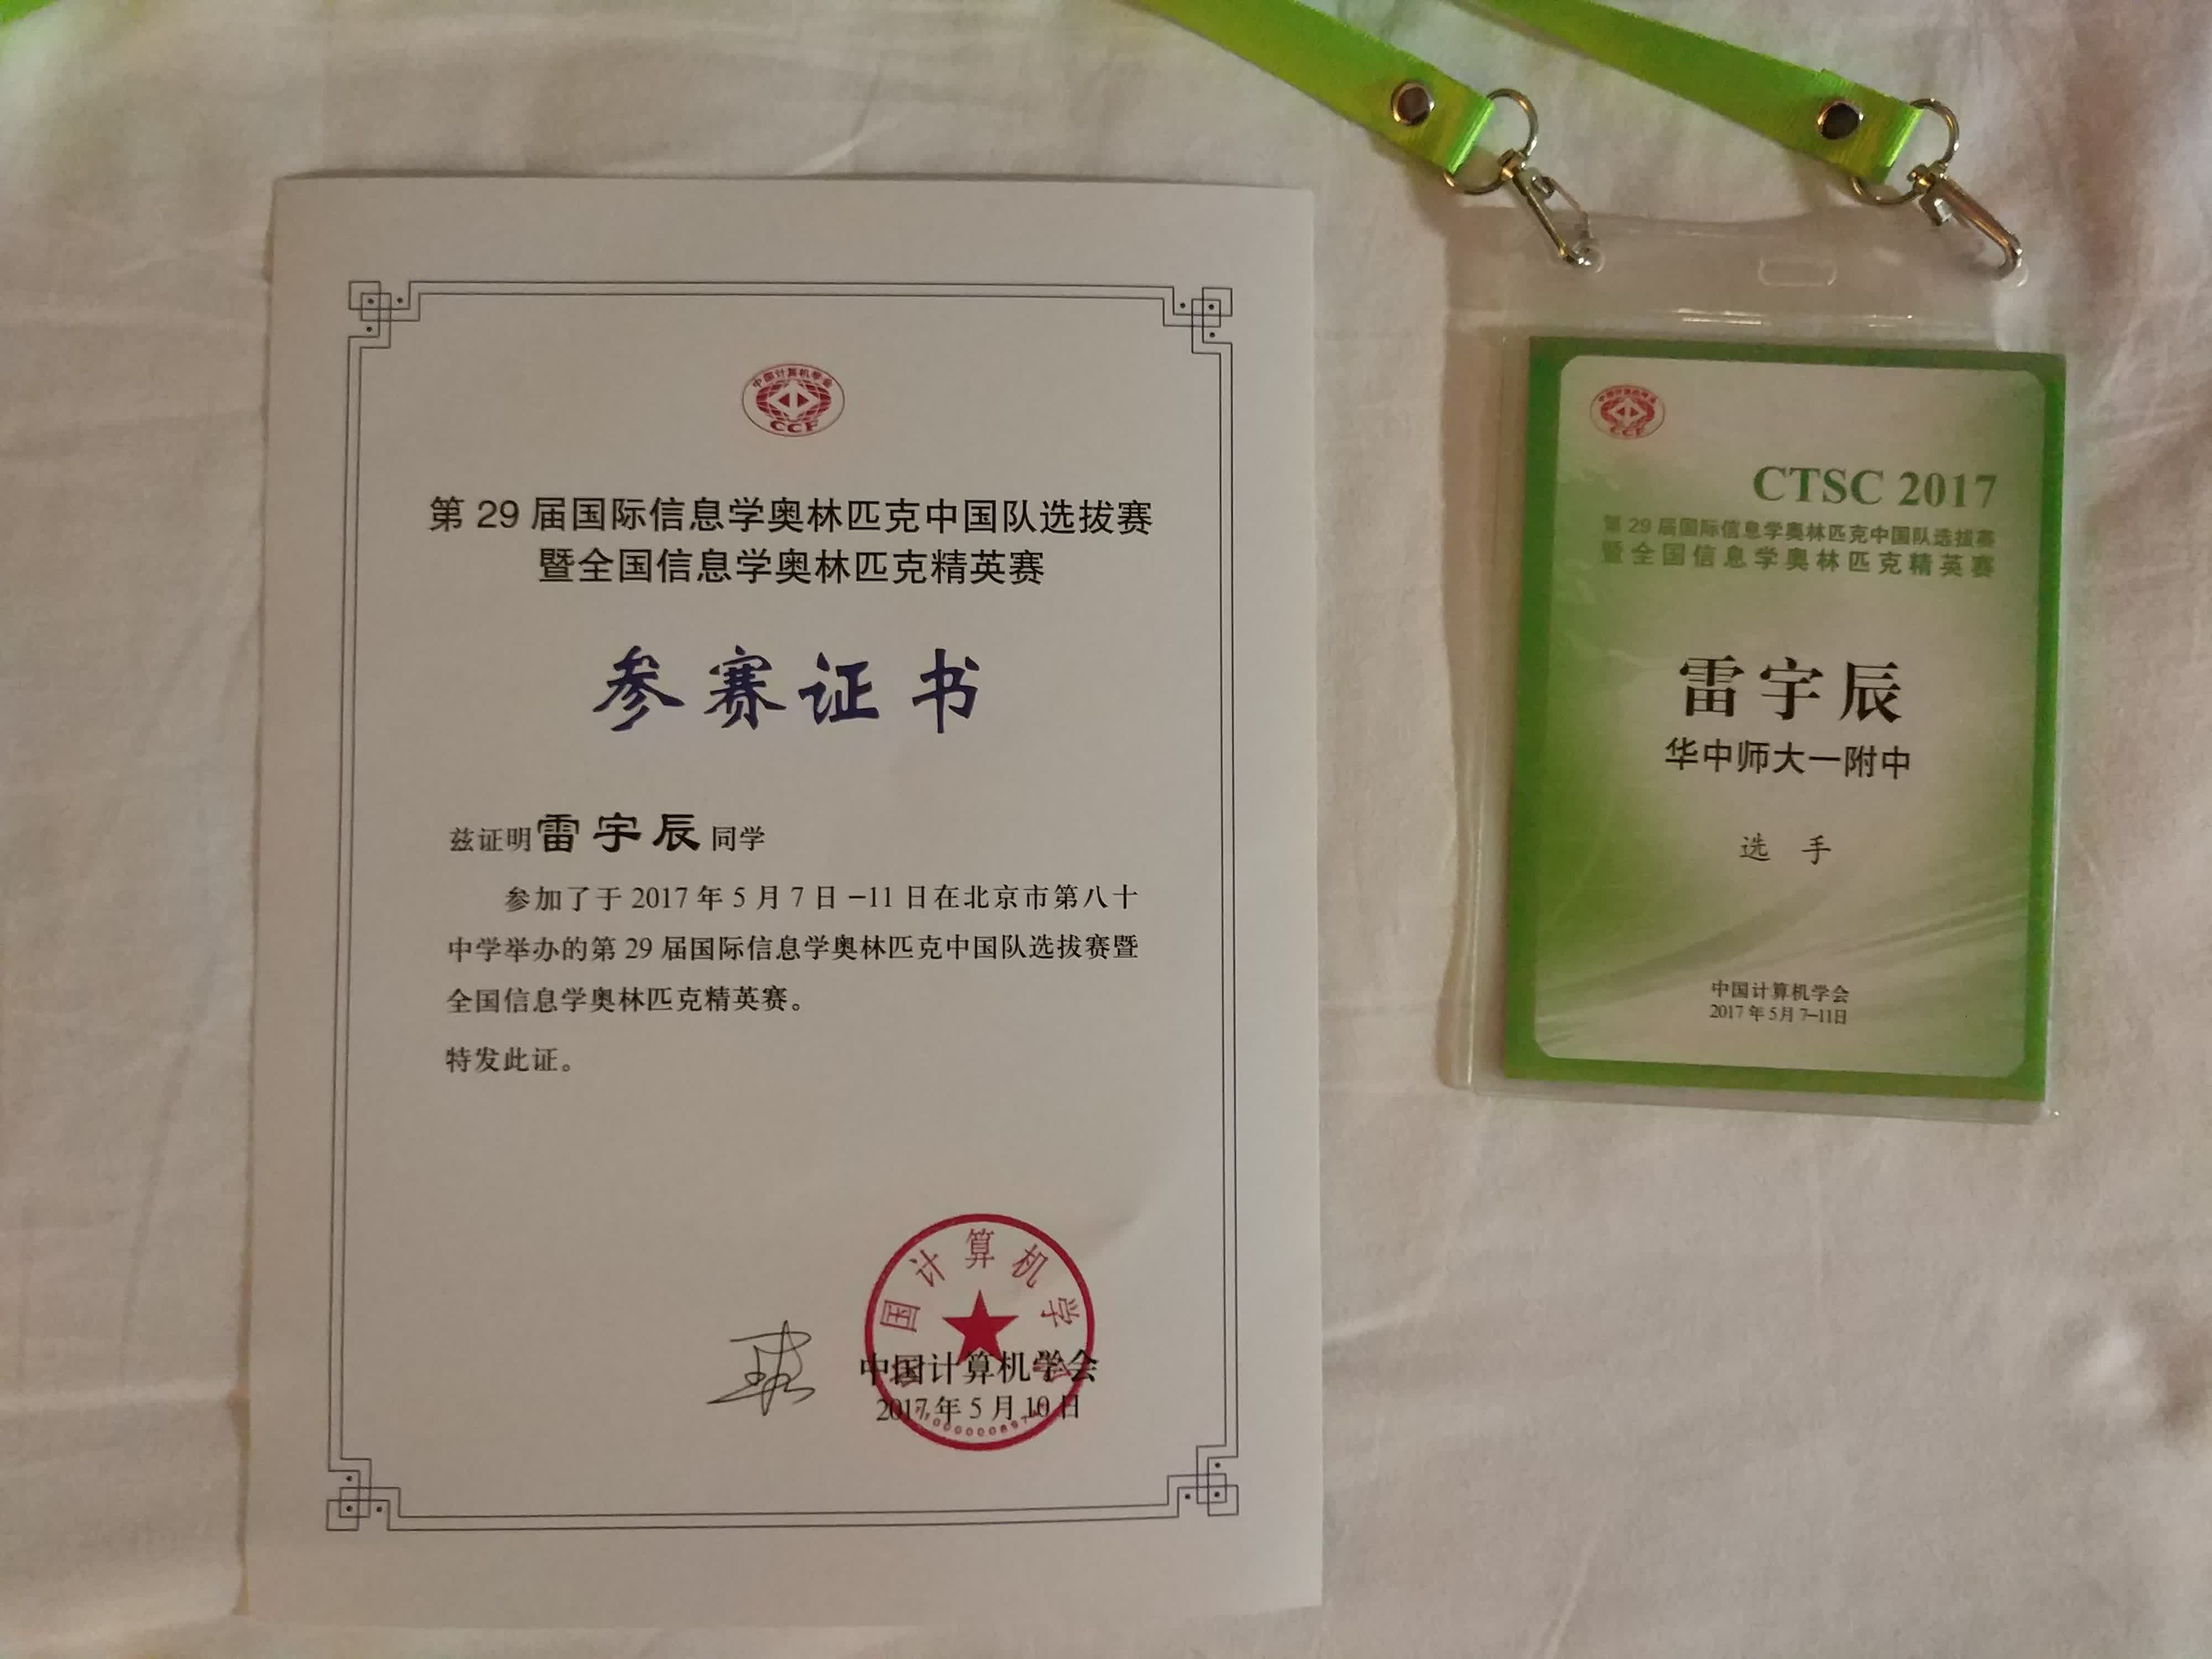 中国计算机学会
CCF
第 29 届国际信息学奥林匹克中国队选拔赛
暨全国信息学奥林匹克精英赛
参赛证书
兹证明雷宇辰同学
参加了于 2017 年 5 月 7 日 –11 日在北京市第八十
中学举办的第 29 届国际信息学奥林匹克中国队选拔赛暨
全国信息学奥林匹克精英赛。
特发此证。
中国计算机学会
中国计算机学会
2017 年 5 月 10 日
中国计算机学会
CCF
CTSC 2017
第 29 届国际信息学奥林匹克中国队选拔赛
暨全国信息学奥林匹克精英赛
雷宇辰
华中师大一附中
选 手
中国计算机学会
2017 年 5月 7–11日